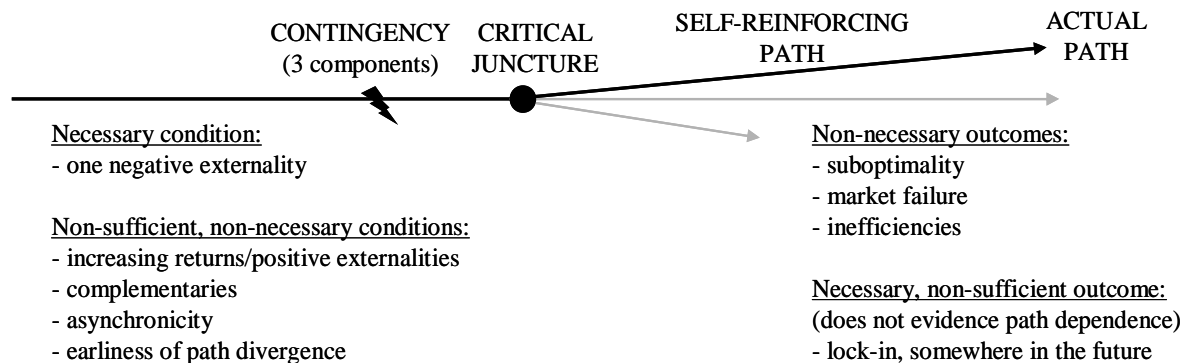 CONTINGENCY
(3 components)
CRITICAL
JUNCTURE
SELF-REINFORCING
PATH
ACTUAL
PATH
Necessary condition:
- one negative externality
Non-sufficient, non-necessary conditions:
- increasing returns/positive externalities
- complementaries
- asynchronicity
- earliness of path divergence
Non-necessary outcomes:
- suboptimality
- market failure
- inefficiencies
Necessary, non-sufficient outcome:
(does not evidence path dependence)
- lock-in, somewhere in the future